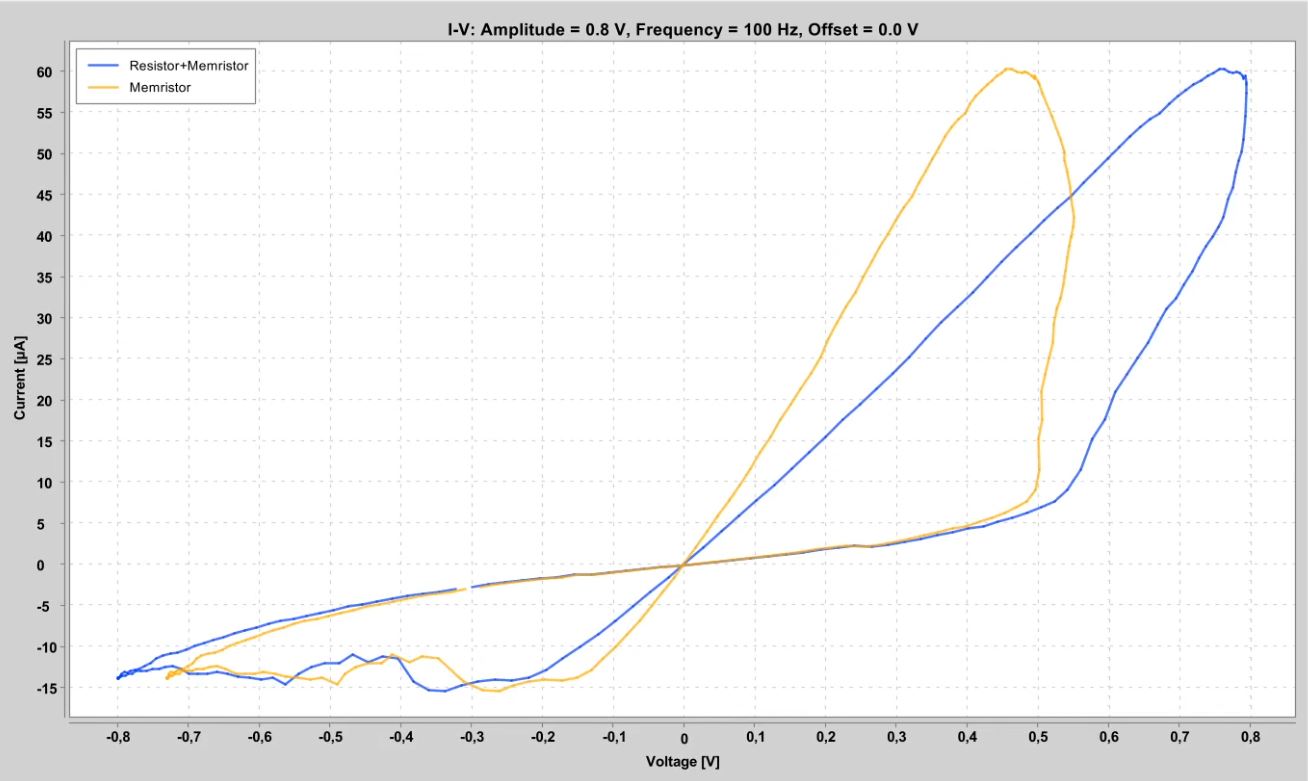 I-V: Amplitude = 0.8 V, Frequency = 100 Hz, Offset = 0.0 V
Resistor+Memristor
Memristor
60
55
50
45
40
35
30
25
20
15
10
5
0
-5
-10
-15
Current [µA]
-0,8 -0,7 -0,6 -0,5 -0,4 -0,3 -0,2 -0,1 0 0,1 0,2 0,3 0,4 0,5 0,6 0,7 0,8
Voltage [V]